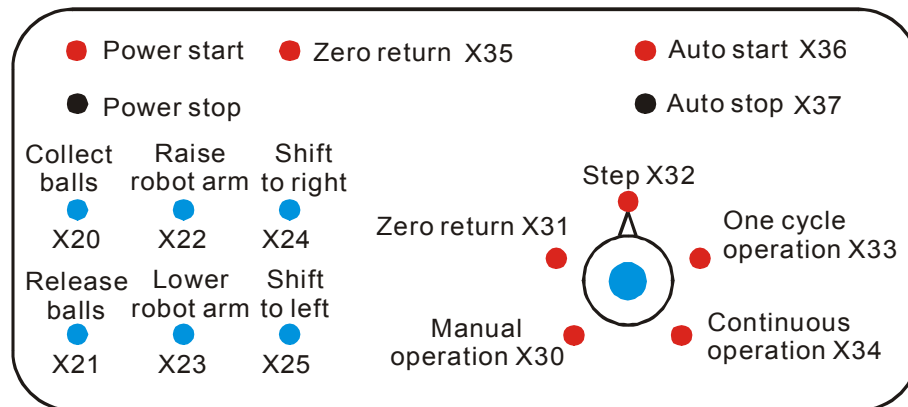 Power start
Zero return X35
Auto start X36
Power stop
Auto stop X37
Collect
balls
X20
Raise
robot arm
X22
Shift
to right
X24
Release
balls
X21
Lower
robot arm
X23
Shift
to left
X25
Step X32
Zero return X31
One cycle
operation X33
Manual
operation X30
Continuous
operation X34